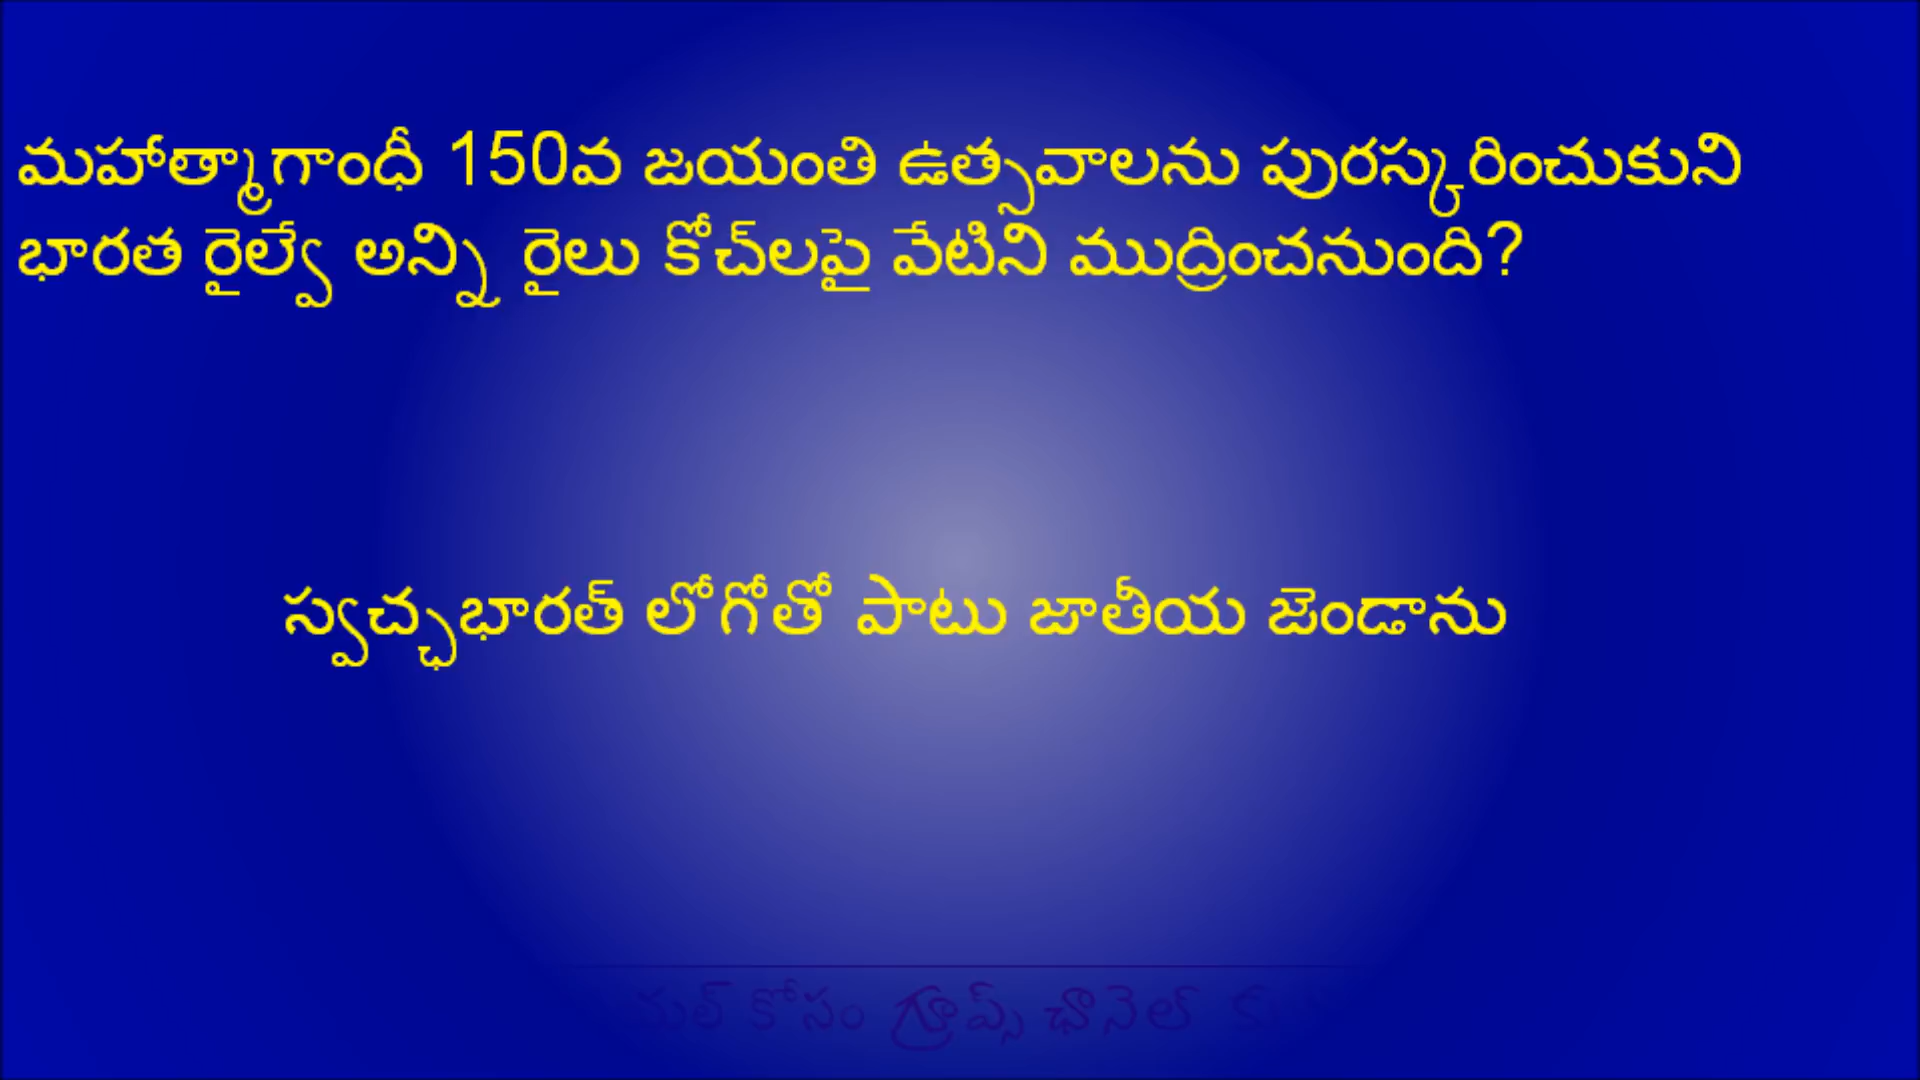 మహాత్మాగాంధీ 150వ జయంతి ఉత్సవాలను పురస్కరించుకుని
భారత రైల్వే అన్ని రైలు కోచ్‌లపై వేటిని ముద్రించనుంది?
స్వచ్ఛభారత్ లోగోతో పాటు జాతీయ జెండాను
కోసం గ్రూప్స్ ఛానెల్